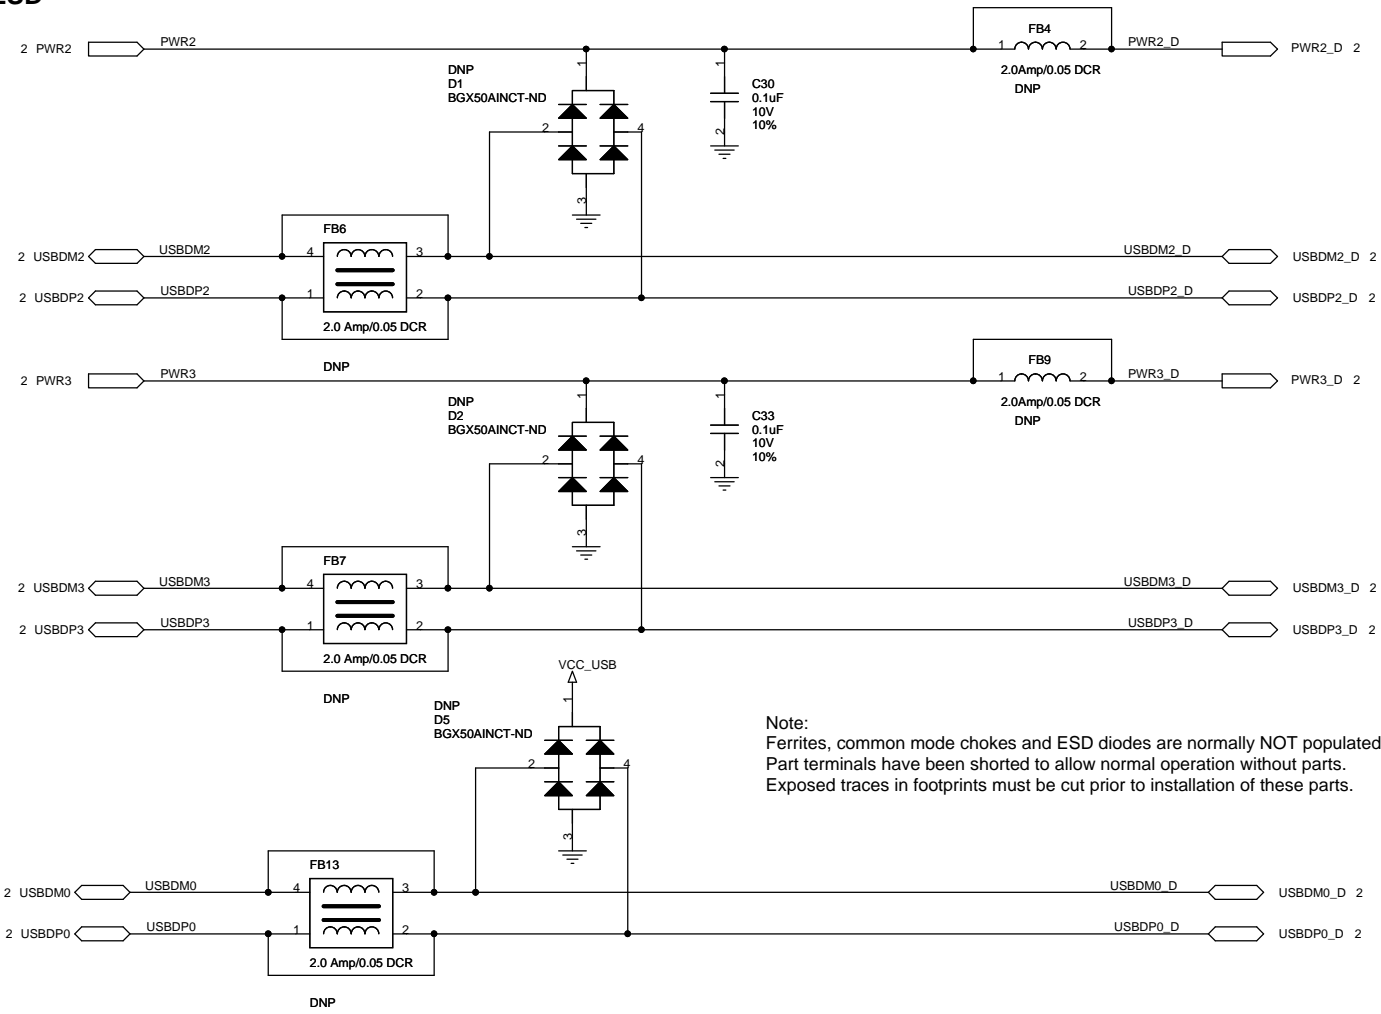 ESD
FB4
2 PWR2 PWR2 1 2 PWR2_D PWR2_D 2
DNP
D1
BGX50AINCT-ND
1
2 4
3
1
C30
0.1uF
10V
10%
2
2.0Amp/0.05 DCR
DNP
FB6
2 USBDM2 USBDM2 4 3 USBDM2_D USBDM2_D 2
2 USBDP2 USBDP2 1 2 USBDP2_D USBDP2_D 2
2.0 Amp/0.05 DCR
DNP
FB9
2 PWR3 PWR3 1 2 PWR3_D PWR3_D 2
DNP
D2
BGX50AINCT-ND
1
2 4
3
1
C33
0.1uF
10V
10%
2
2.0Amp/0.05 DCR
DNP
FB7
2 USBDM3 USBDM3 4 3 USBDM3_D USBDM3_D 2
2 USBDP3 USBDP3 1 2 USBDP3_D USBDP3_D 2
2.0 Amp/0.05 DCR
DNP
VCC_USB
DNP
D5
BGX50AINCT-ND
1
2 4
3
Note:
Ferrites, common mode chokes and ESD diodes are normally NOT populated
Part terminals have been shorted to allow normal operation without parts.
Exposed traces in footprints must be cut prior to installation of these parts.
FB13
2 USBDM0 USBDM0 4 3 USBDM0_D USBDM0_D 2
2 USBDP0 USBDP0 1 2 USBDP0_D USBDP0_D 2
2.0 Amp/0.05 DCR
DNP